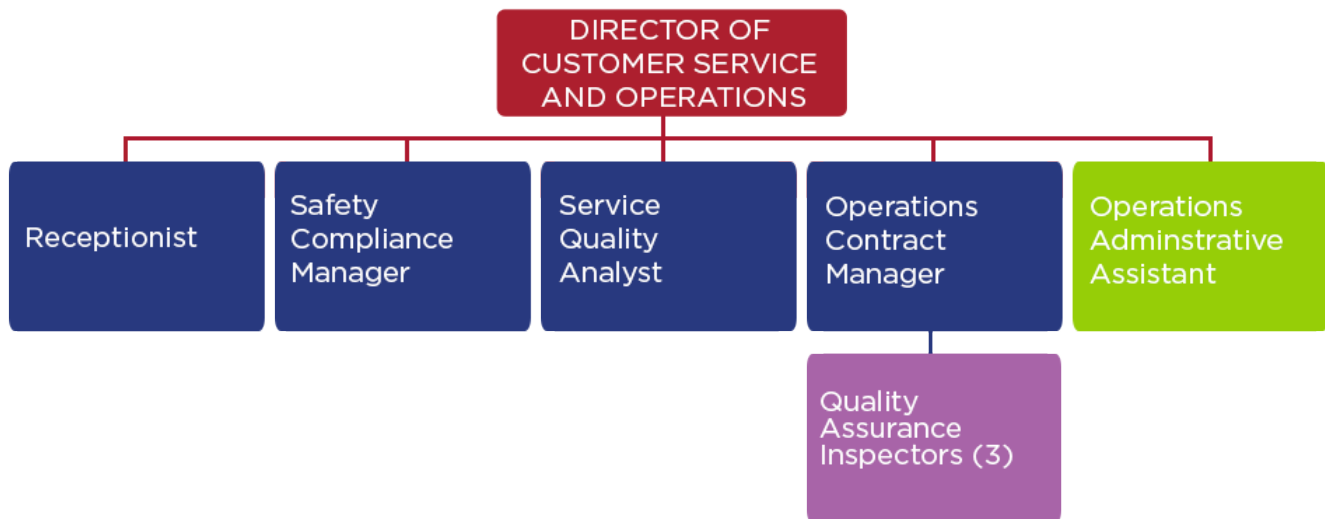 DIRECTOR OF
CUSTOMER SERVICE
AND OPERATIONS
Receptionist
Safety
Compliance
Manager
Service
Quality
Analyst
Operations
Contract
Manager
Operations
Adminstrative
Assistant
Quality
Assurance
Inspectors (3)